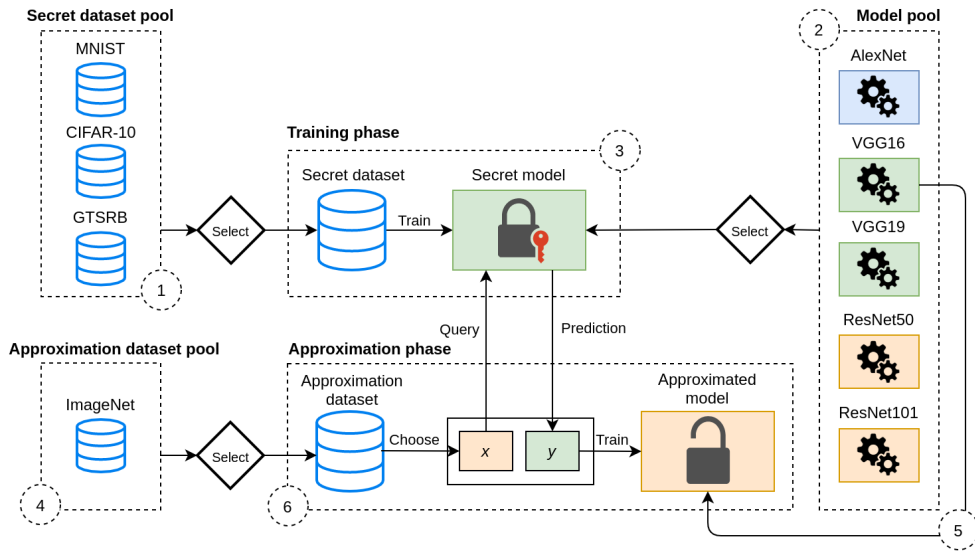 Secret dataset pool
MNIST
CIFAR-10
GTSRB
1
Select
Training phase
3
Secret dataset
Train
Secret model
Select
Model pool
2
AlexNet
VGG16
VGG19
ResNet50
ResNet101
Query
Prediction
Approximation dataset pool
ImageNet
4
Select
Approximation phase
6
Approximation
dataset
Choose
x
y
Train
Approximated
model
5